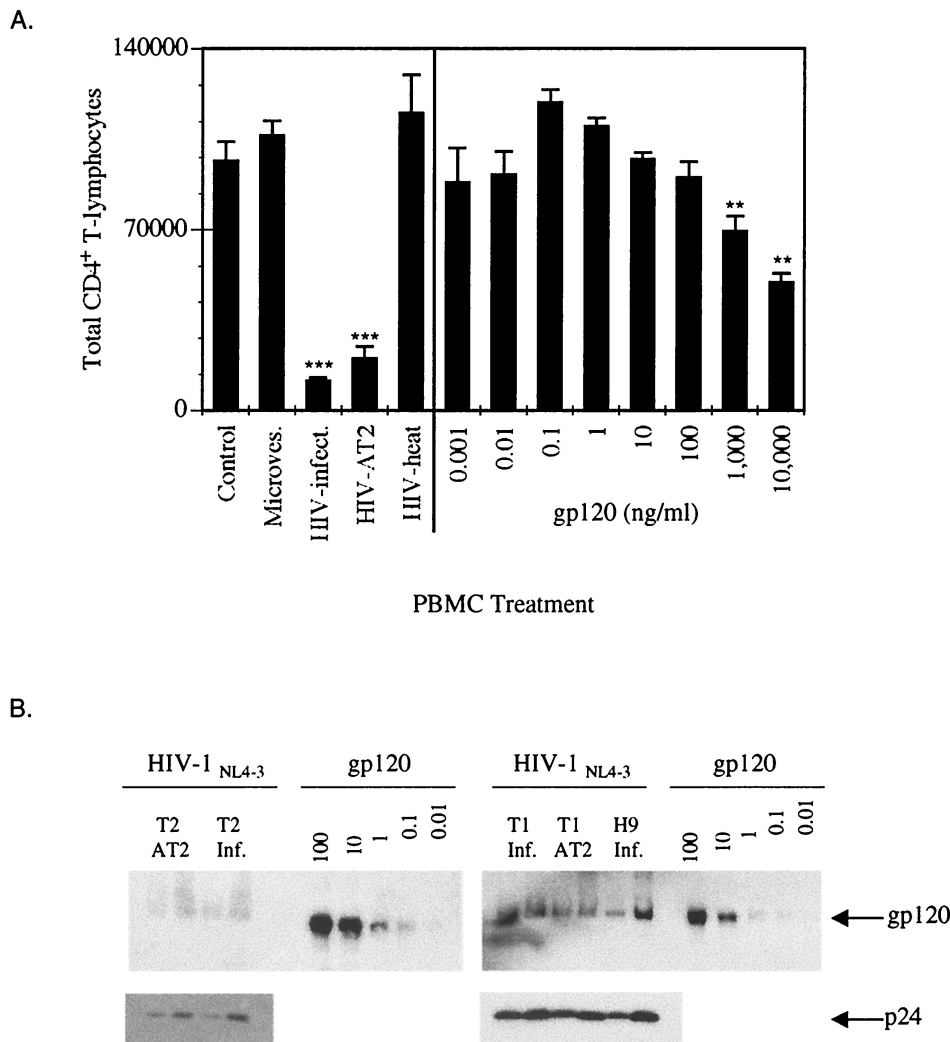 A.
140000
70000
0
Total CD4⁺ T-lymphocytes
***
***
**
**
Control
Microves.
HIV-infect.
HIV-AT2
HIV-heat
0.001
0.01
0.1
1
10
100
1,000
10,000
gp120 (ng/ml)
PBMC Treatment
B.
HIV-1 NL4-3 gp120 HIV-1 NL4-3 gp120
T2 AT2
T2 Inf.
100 10 1 0.1 0.01
T1 Inf.
T1 AT2
H9 Inf.
100 10 1 0.1 0.01
gp120
p24